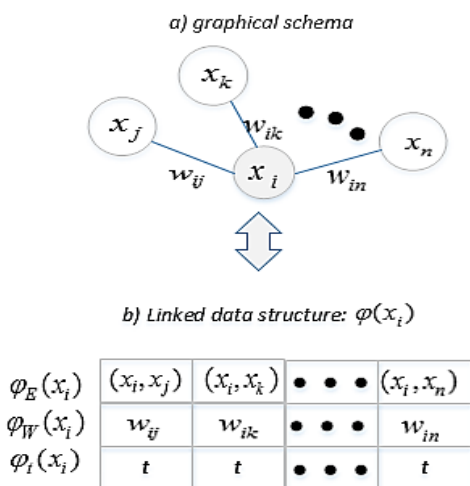 a) graphical schema
x_k
x_j
w_ik
x_n
w_ij
x_i
w_in
b) Linked data structure: φ(x_i)
φ_E(x_i) (x_i, x_j) (x_i, x_k) • • • (x_i, x_n)
φ_W(x_i) w_ij w_ik • • • w_in
φ_t(x_i) t t • • • t